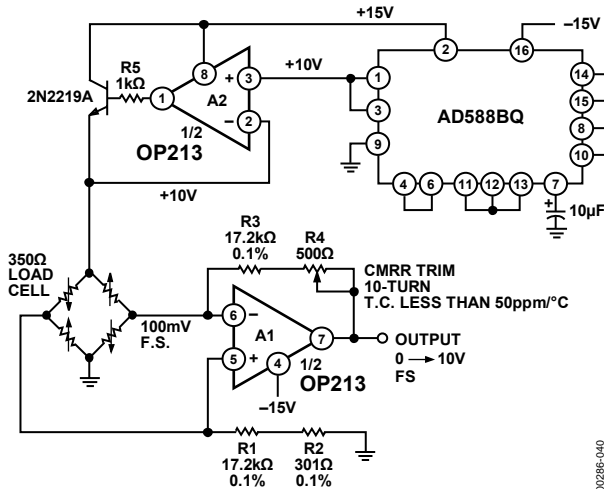 +15V
–15V
R5
1kΩ
2N2219A
8
+ 3
1
A2
– 2
1/2
OP213
+10V
+10V
2
16
1
3
9
14
15
8
10
AD588BQ
4 6 11 12 13 7
+
10µF
350Ω
LOAD
CELL
R3
17.2kΩ
0.1%
R4
500Ω
CMRR TRIM
10-TURN
T.C. LESS THAN 50ppm/°C
100mV
F.S.
6 –
A1
7
5 +
4
1/2
OP213
–15V
OUTPUT
0 → 10V
FS
R1
17.2kΩ
0.1%
R2
301Ω
0.1%
00286-040